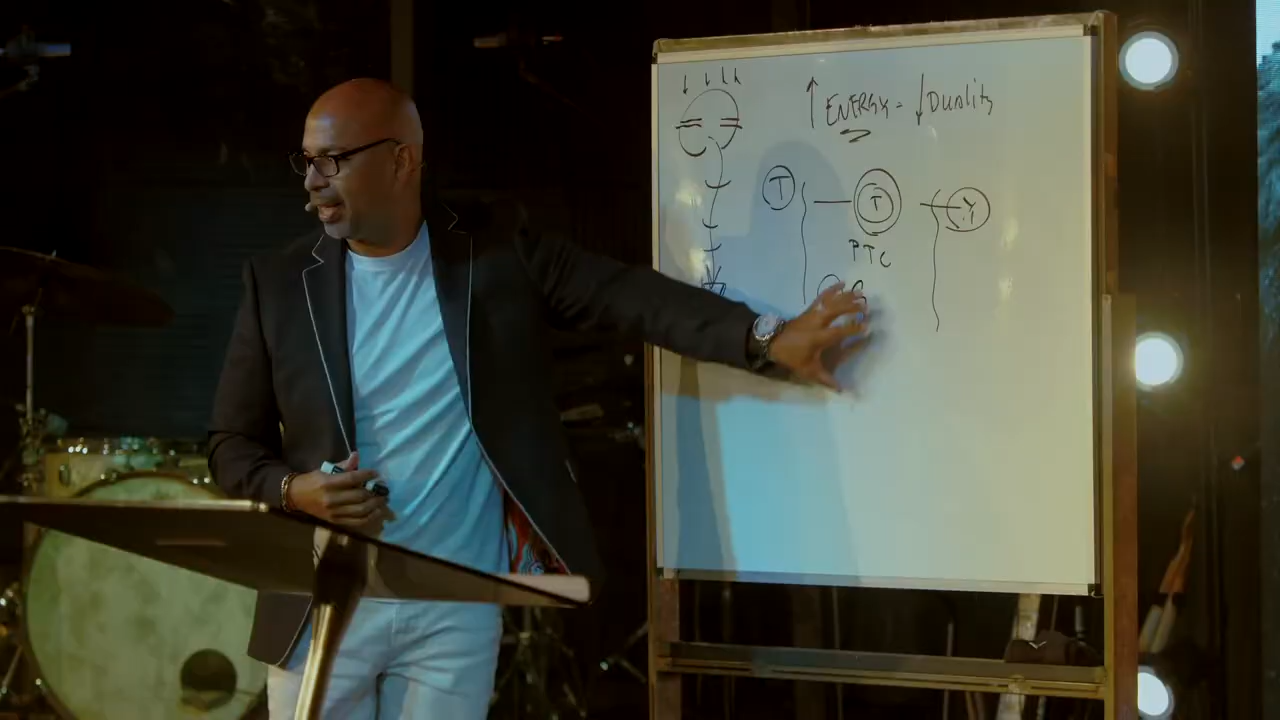 ↑ ENERGY = ↓ Duality
T T Y
PTC